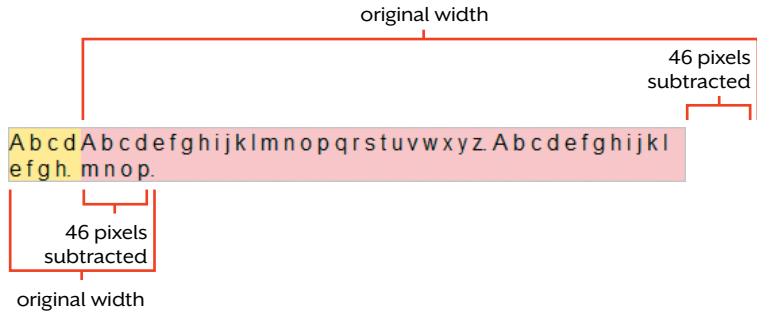 original width
46 pixels
subtracted
A b c d A b c d e f g h i j k l m n o p q r s t u v w x y z. A b c d e f g h i j k l
e f g h. m n o p.
46 pixels
subtracted
original width